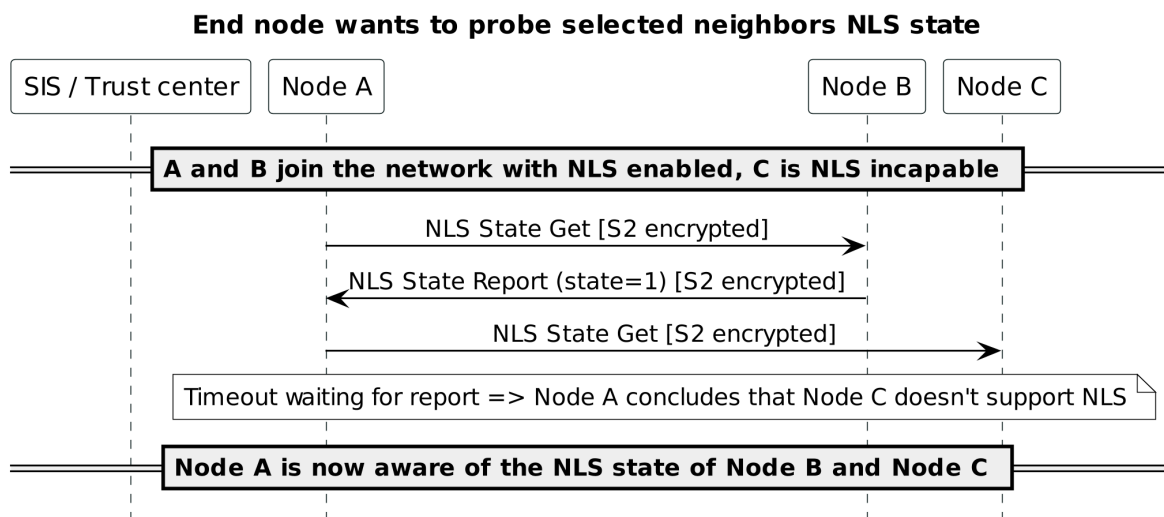 End node wants to probe selected neighbors NLS state
SIS / Trust center
Node A
Node B
Node C
A and B join the network with NLS enabled, C is NLS incapable
NLS State Get [S2 encrypted]
NLS State Report (state=1) [S2 encrypted]
NLS State Get [S2 encrypted]
Timeout waiting for report => Node A concludes that Node C doesn't support NLS
Node A is now aware of the NLS state of Node B and Node C